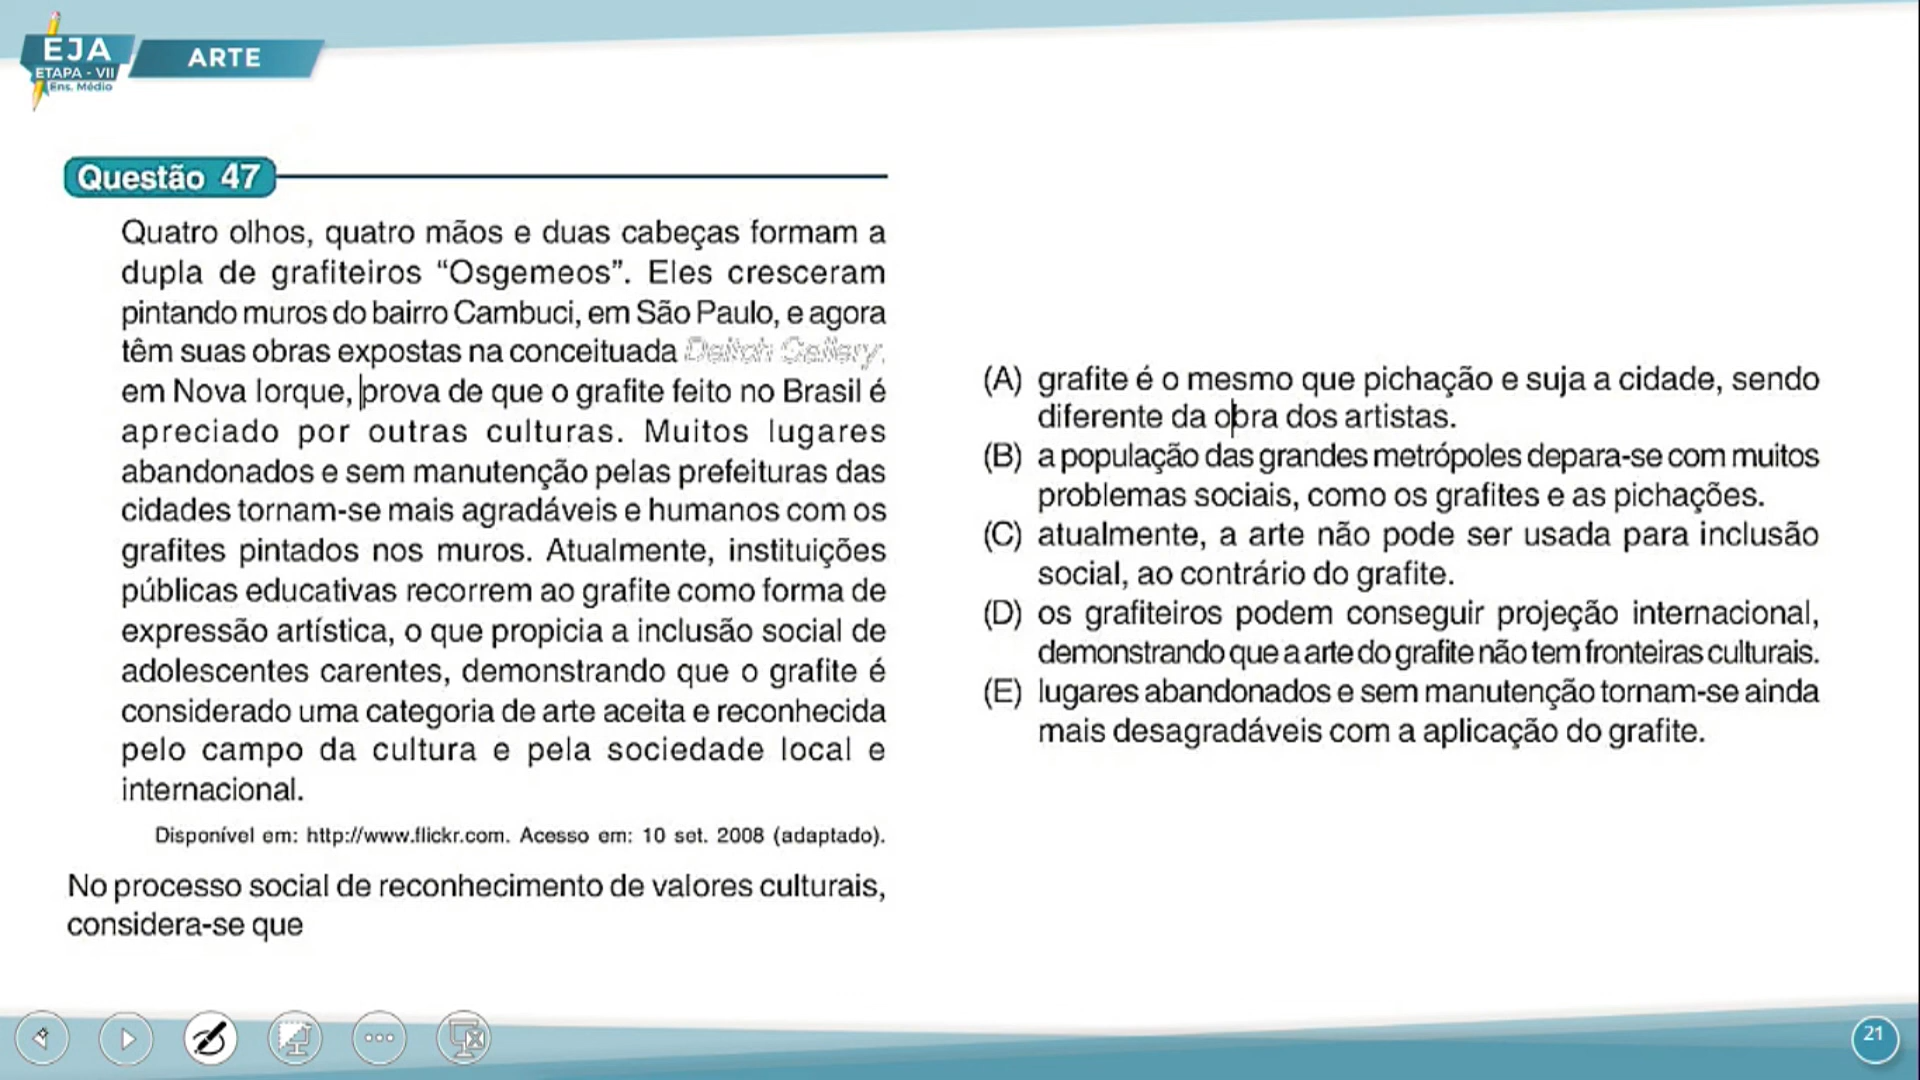 EJA
ETAPA - VII
Ens. Médio
ARTE
Questão 47
Quatro olhos, quatro mãos e duas cabeças formam a
dupla de grafiteiros “Osgemeos”. Eles cresceram
pintando muros do bairro Cambuci, em São Paulo, e agora
têm suas obras expostas na conceituada Deitch Gallery,
em Nova Iorque, prova de que o grafite feito no Brasil é
apreciado por outras culturas. Muitos lugares
abandonados e sem manutenção pelas prefeituras das
cidades tornam-se mais agradáveis e humanos com os
grafites pintados nos muros. Atualmente, instituições
públicas educativas recorrem ao grafite como forma de
expressão artística, o que propicia a inclusão social de
adolescentes carentes, demonstrando que o grafite é
considerado uma categoria de arte aceita e reconhecida
pelo campo da cultura e pela sociedade local e
internacional.
Disponível em: http://www.flickr.com. Acesso em: 10 set. 2008 (adaptado).
No processo social de reconhecimento de valores culturais,
considera-se que
(A) grafite é o mesmo que pichação e suja a cidade, sendo
diferente da obra dos artistas.
(B) a população das grandes metrópoles depara-se com muitos
problemas sociais, como os grafites e as pichações.
(C) atualmente, a arte não pode ser usada para inclusão
social, ao contrário do grafite.
(D) os grafiteiros podem conseguir projeção internacional,
demonstrando que a arte do grafite não tem fronteiras culturais.
(E) lugares abandonados e sem manutenção tornam-se ainda
mais desagradáveis com a aplicação do grafite.
21